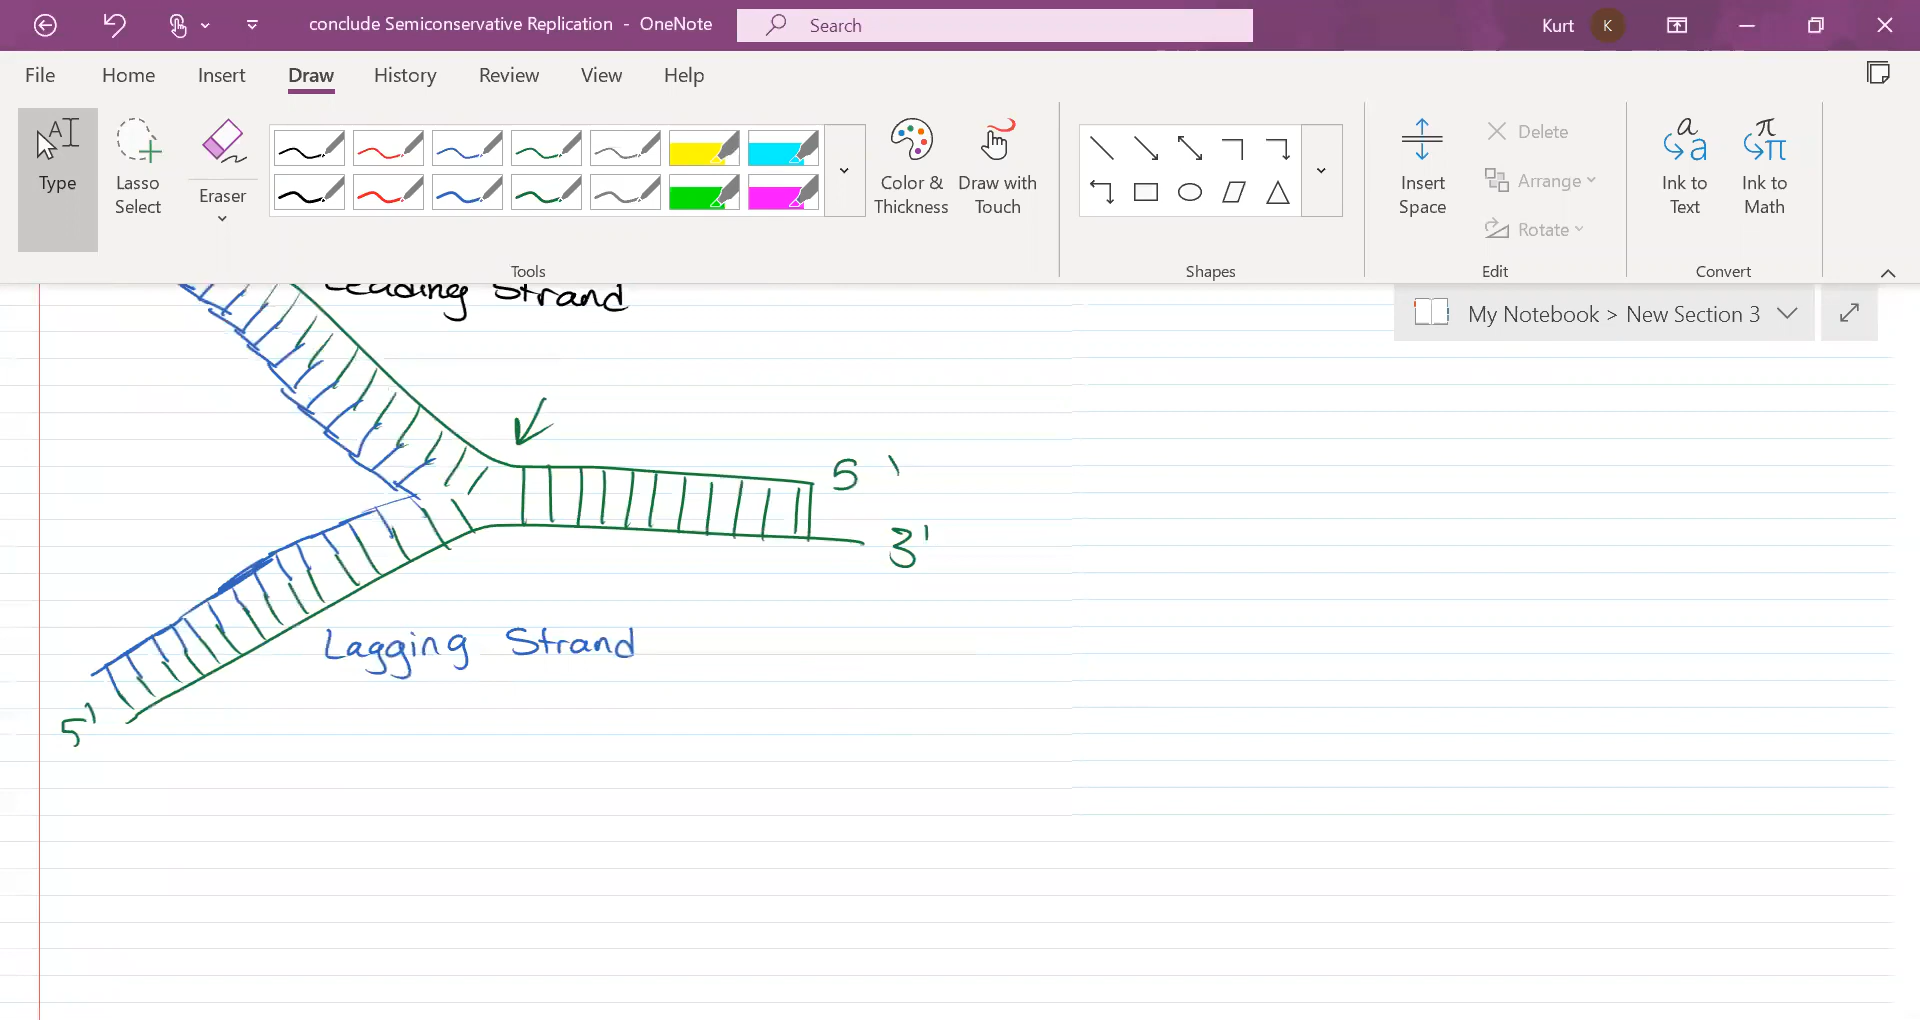 conclude Semiconservative Replication - OneNote
Search
Kurt
K
File Home Insert Draw History Review View Help
Type
Lasso Select
Eraser
Color & Thickness
Draw with Touch
Insert Space
Delete
Arrange
Rotate
a
a
Ink to Text
π
π
Ink to Math
Tools
Shapes
Edit
Convert
Leading Strand
My Notebook > New Section 3
5 '
3'
Lagging Strand
5'